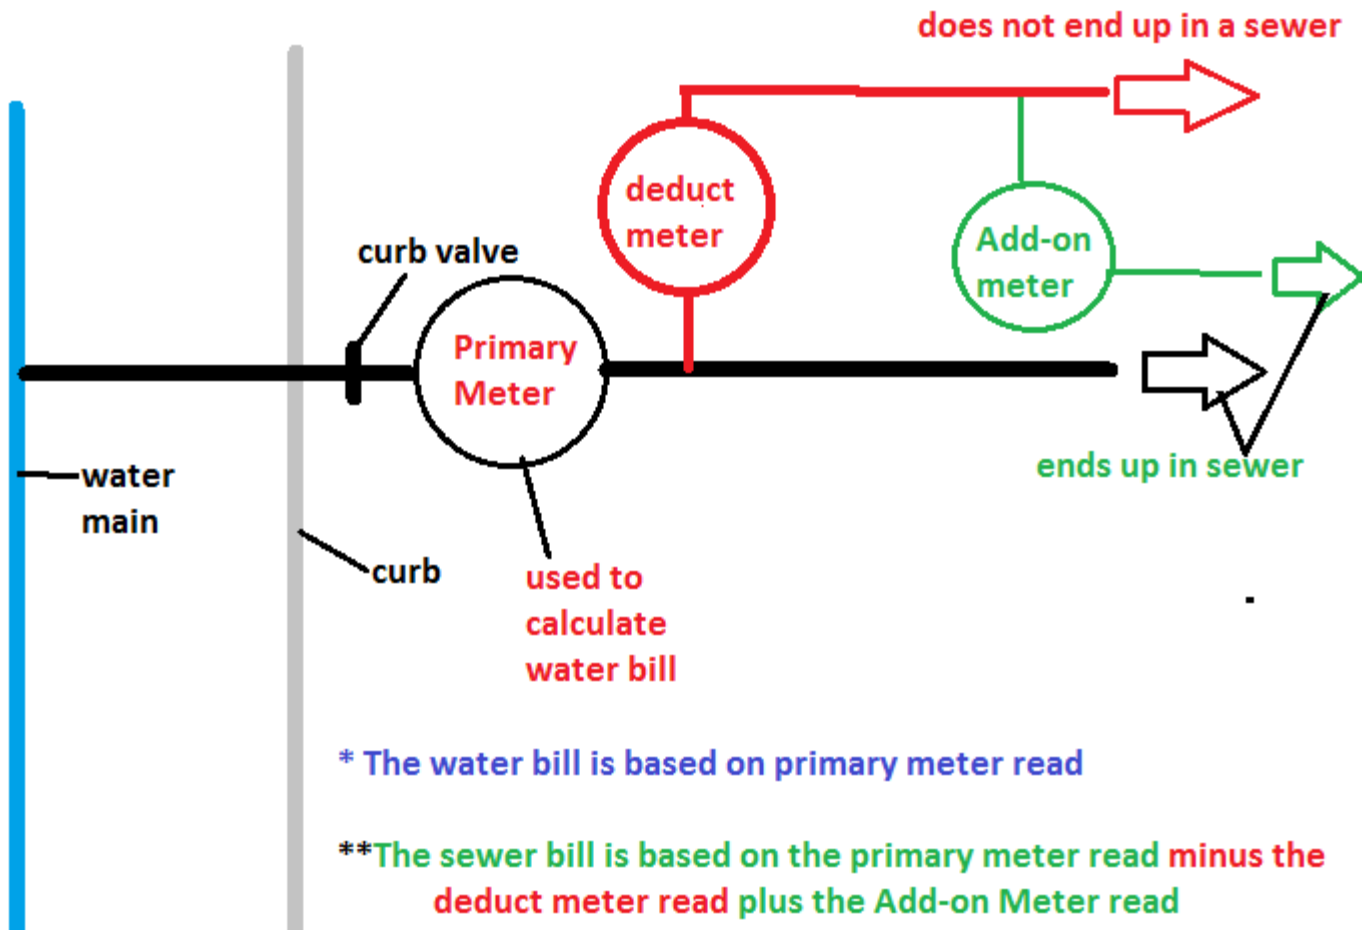 does not end up in a sewer
deduct
meter
Add-on
meter
curb valve
Primary
Meter
ends up in sewer
water
main
curb
used to
calculate
water bill
* The water bill is based on primary meter read
**The sewer bill is based on the primary meter read minus the
deduct meter read plus the Add-on Meter read